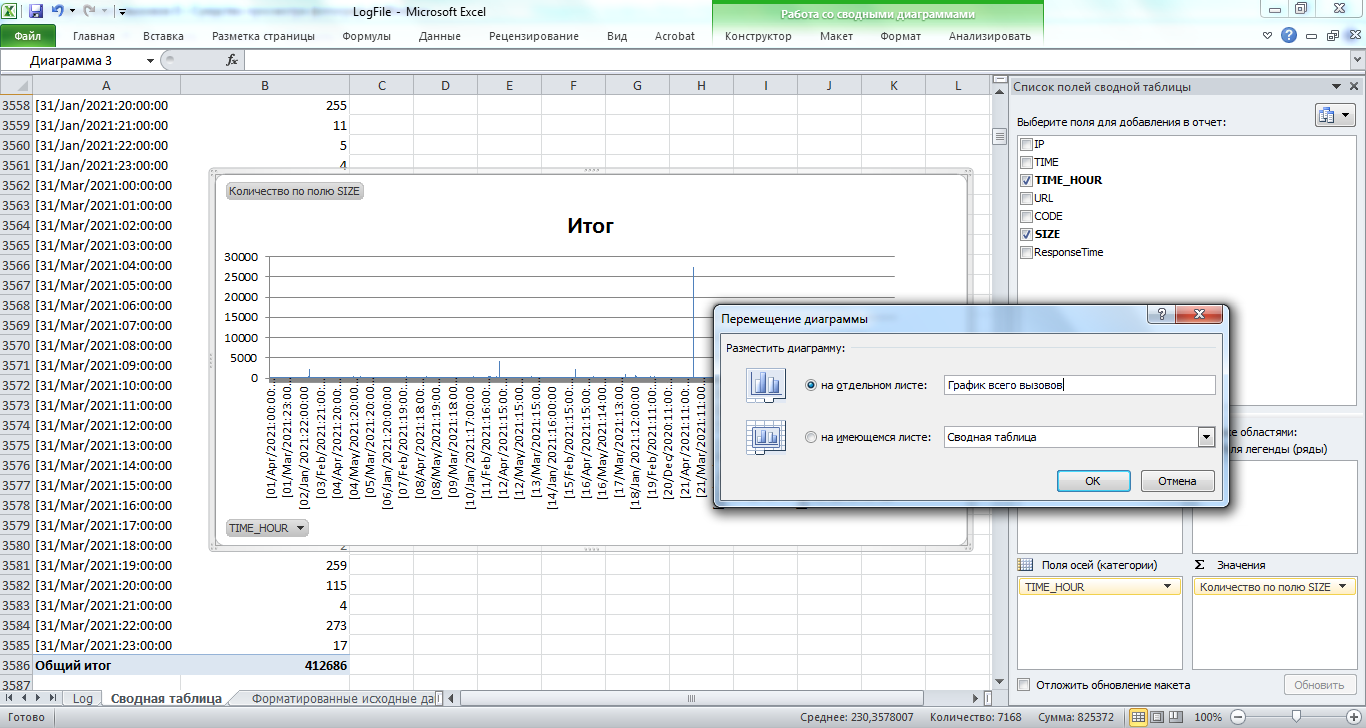 LogFile - Microsoft Excel
Работа со сводными диаграммами
Файл Главная Вставка Разметка страницы Формулы Данные Рецензирование Вид Acrobat Конструктор Макет Формат Анализировать
Диаграмма 3 fx
A B C D E F G H I J K L
3558 [31/Jan/2021:20:00:00 255
3559 [31/Jan/2021:21:00:00 11
3560 [31/Jan/2021:22:00:00 5
3561 [31/Jan/2021:23:00:00 4
3562 [31/Mar/2021:00:00:00
3563 [31/Mar/2021:01:00:00
3564 [31/Mar/2021:02:00:00
3565 [31/Mar/2021:03:00:00
3566 [31/Mar/2021:04:00:00
3567 [31/Mar/2021:05:00:00
3568 [31/Mar/2021:06:00:00
3569 [31/Mar/2021:07:00:00
3570 [31/Mar/2021:08:00:00
3571 [31/Mar/2021:09:00:00
3572 [31/Mar/2021:10:00:00
3573 [31/Mar/2021:11:00:00
3574 [31/Mar/2021:12:00:00
3575 [31/Mar/2021:13:00:00
3576 [31/Mar/2021:14:00:00
3577 [31/Mar/2021:15:00:00
3578 [31/Mar/2021:16:00:00
3579 [31/Mar/2021:17:00:00
3580 [31/Mar/2021:18:00:00 2
3581 [31/Mar/2021:19:00:00 259
3582 [31/Mar/2021:20:00:00 115
3583 [31/Mar/2021:21:00:00 4
3584 [31/Mar/2021:22:00:00 273
3585 [31/Mar/2021:23:00:00 17
3586 Общий итог 412686
3587
Количество по полю SIZE
Итог
30000
25000
20000
15000
10000
5000
0
[01/Apr/2021:00:00:…
[01/Mar/2021:23:00…
[02/Jan/2021:22:00:00
[03/Feb/2021:21:00:…
[04/Apr/2021:20:00:…
[04/May/2021:20:00…
[05/Mar/2021:20:00…
[06/Jan/2021:20:00:00
[07/Feb/2021:19:00:…
[08/Apr/2021:18:00:…
[08/May/2021:19:00…
[09/Mar/2021:18:00…
[10/Jan/2021:17:00:00
[11/Feb/2021:16:00:…
[12/Apr/2021:15:00:…
[12/May/2021:15:00…
[13/Mar/2021:15:00…
[14/Jan/2021:16:00:00
[15/Feb/2021:15:00:…
[16/Apr/2021:15:00:…
[16/May/2021:14:00…
[17/Mar/2021:13:00…
[18/Jan/2021:12:00:00
[19/Feb/2021:11:00:…
[20/Dec/2020:11:00:…
[21/Apr/2021:11:00:…
[21/Mar/2021:11:00…
TIME_HOUR
Перемещение диаграммы
Разместить диаграмму:
на отдельном листе: График всего вызовов
на имеющемся листе: Сводная таблица
ОК Отмена
Список полей сводной таблицы
Выберите поля для добавления в отчет:
IP
TIME
TIME_HOUR
URL
CODE
SIZE
ResponseTime
областями:
легенды (ряды)
Поля осей (категории) Σ Значения
TIME_HOUR Количество по полю SIZE
Отложить обновление макета Обновить
Log Сводная таблица Форматированные исходные да
Готово Среднее: 230,3578007 Количество: 7168 Сумма: 825372 100%